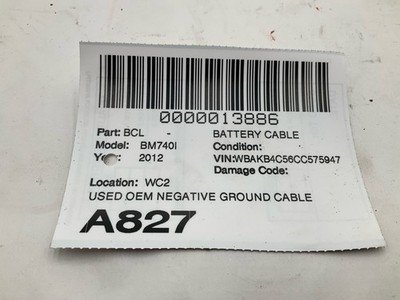 0000013886
Part: BCL - BATTERY CABLE
Model: BM740I Condition:
Year: 2012 VIN:WBAKB4C56CC575947
Damage Code:
Location: WC2
USED OEM NEGATIVE GROUND CABLE
A827